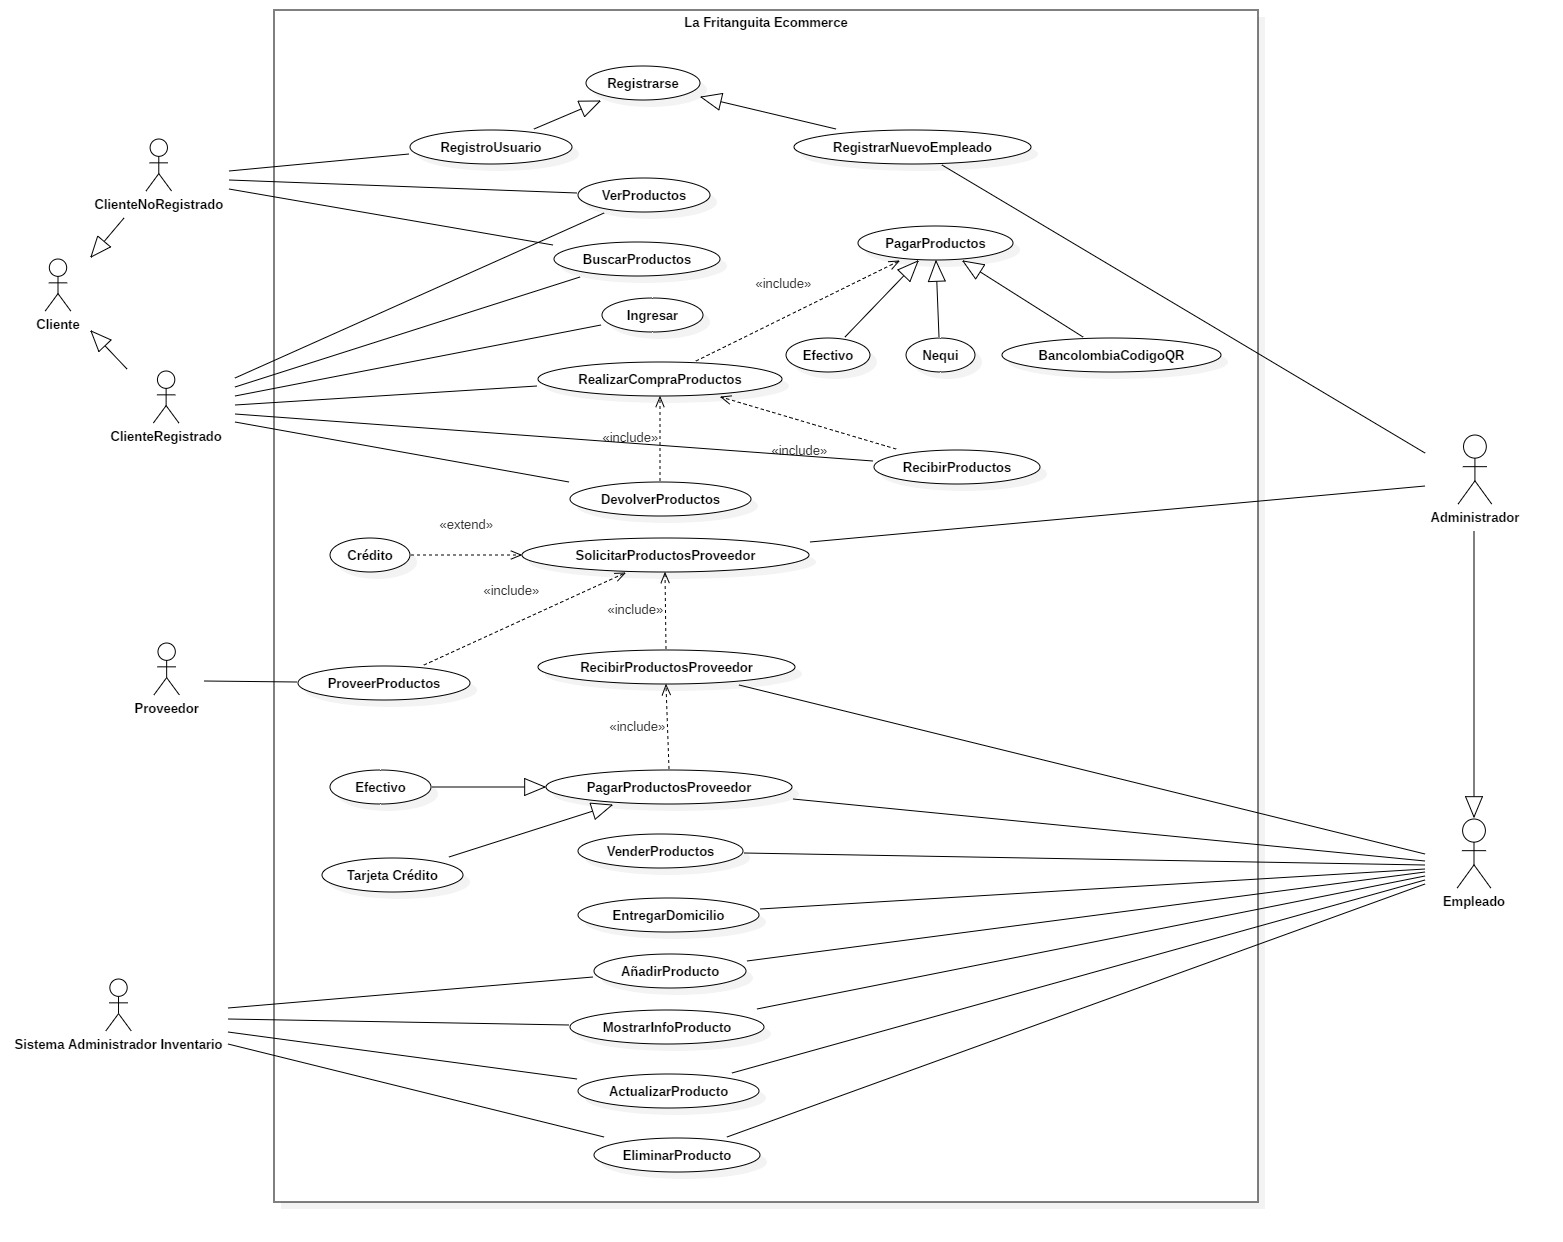 La Fritanguita Ecommerce
Registrarse
RegistroUsuario
RegistrarNuevoEmpleado
ClienteNoRegistrado
VerProductos
PagarProductos
BuscarProductos
«include»
Cliente
Ingresar
Efectivo
Nequi
BancolombiaCodigoQR
RealizarCompraProductos
ClienteRegistrado
«include»
«include»
RecibirProductos
DevolverProductos
Administrador
«extend»
Crédito
SolicitarProductosProveedor
«include»
«include»
RecibirProductosProveedor
ProveerProductos
Proveedor
«include»
Efectivo
PagarProductosProveedor
VenderProductos
Tarjeta Crédito
Empleado
EntregarDomicilio
AñadirProducto
MostrarInfoProducto
Sistema Administrador Inventario
ActualizarProducto
EliminarProducto